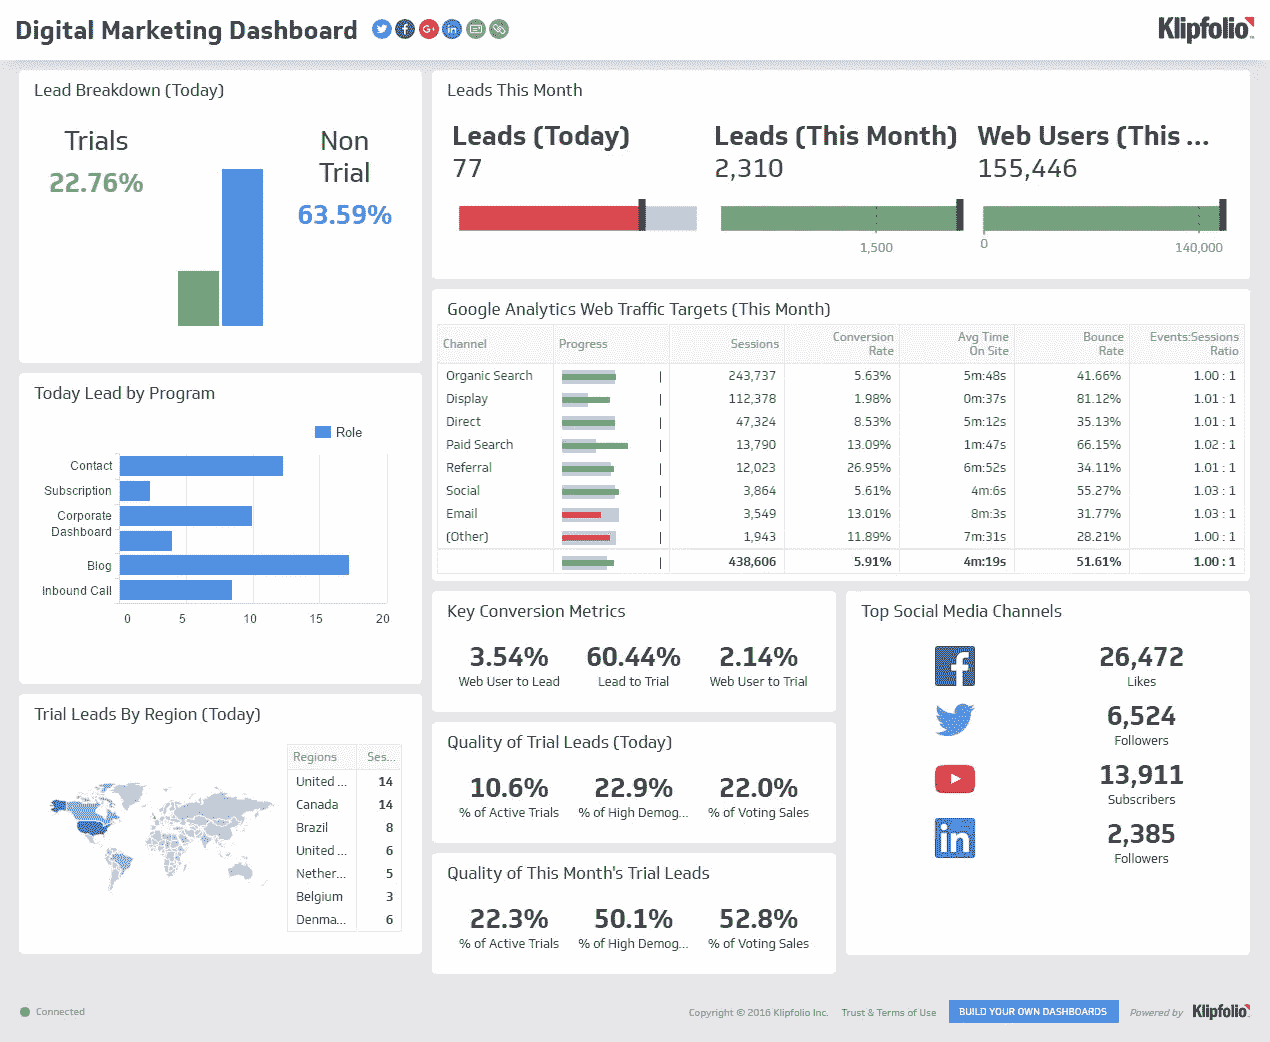 Digital Marketing Dashboard
Klipfolio
Lead Breakdown (Today)
Trials
22.76%
Non
Trial
63.59%
Leads This Month
Leads (Today)
77
Leads (This Month)
2,310
1,500
Web Users (This ...
155,446
0
140,000
Google Analytics Web Traffic Targets (This Month)
Channel Progress Sessions Conversion Rate Avg Time On Site Bounce Rate Events:Sessions Ratio
Organic Search 243,737 5.63% 5m:48s 41.66% 1.00 : 1
Display 112,378 1.98% 0m:37s 81.12% 1.01 : 1
Direct 47,324 8.53% 5m:12s 35.13% 1.01 : 1
Paid Search 13,790 13.09% 1m:47s 66.15% 1.02 : 1
Referral 12,023 26.95% 6m:52s 34.11% 1.01 : 1
Social 3,864 5.61% 4m:6s 55.27% 1.03 : 1
Email 3,549 13.01% 8m:3s 31.77% 1.03 : 1
(Other) 1,943 11.89% 7m:31s 28.21% 1.00 : 1
438,606 5.91% 4m:19s 51.61% 1.00 : 1
Today Lead by Program
Role
Contact
Subscription
Corporate
Dashboard
Blog
Inbound Call
0 5 10 15 20
Trial Leads By Region (Today)
Regions Ses...
United ... 14
Canada 14
Brazil 8
United ... 6
Nether... 5
Belgium 3
Denma... 6
Key Conversion Metrics
3.54% 60.44% 2.14%
Web User to Lead Lead to Trial Web User to Trial
Quality of Trial Leads (Today)
10.6% 22.9% 22.0%
% of Active Trials % of High Demog... % of Voting Sales
Quality of This Month's Trial Leads
22.3% 50.1% 52.8%
% of Active Trials % of High Demog... % of Voting Sales
Top Social Media Channels
26,472
Likes
6,524
Followers
13,911
Subscribers
2,385
Followers
Connected
Copyright © 2016 Klipfolio Inc. Trust & Terms of Use BUILD YOUR OWN DASHBOARDS Powered by Klipfolio